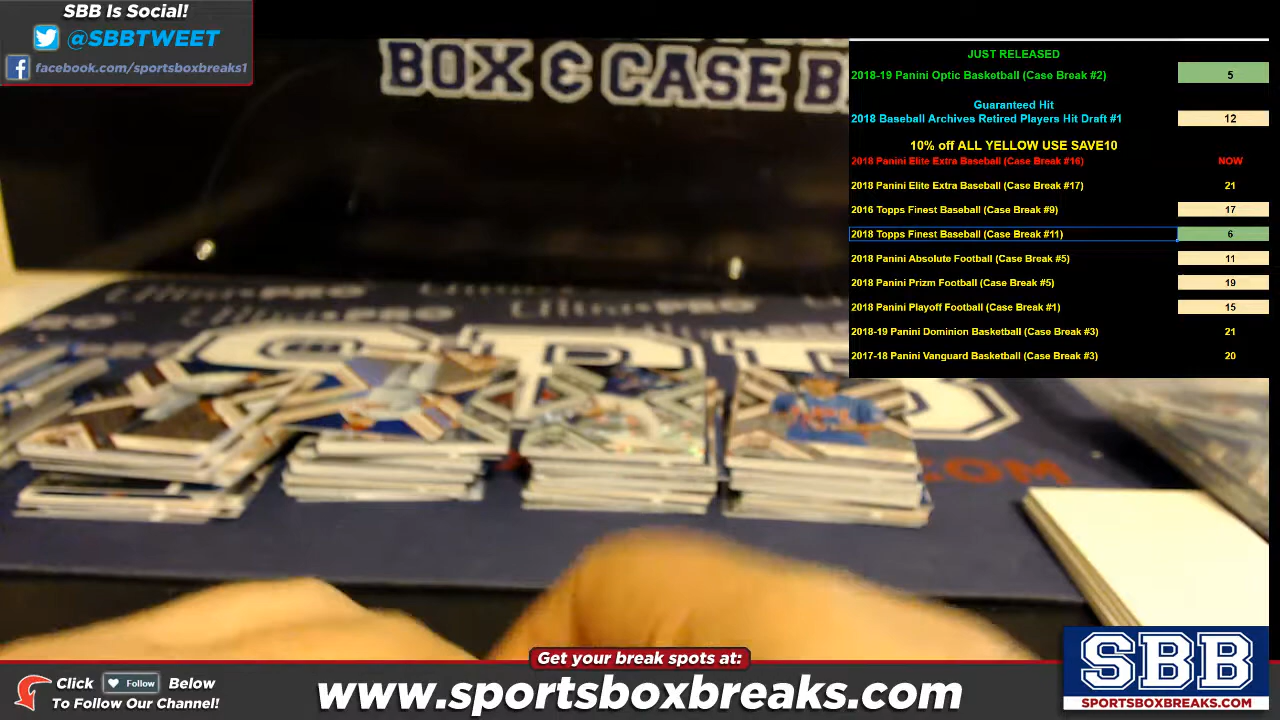 SBB Is Social!
@SBBTWEET
facebook.com/sportsboxbreaks1
BOX & CASE B
JUST RELEASED
2018-19 Panini Optic Basketball (Case Break #2) 5
Guaranteed Hit
2018 Baseball Archives Retired Players Hit Draft #1 12
10% off ALL YELLOW USE SAVE10
2018 Panini Elite Extra Baseball (Case Break #16) NOW
2018 Panini Elite Extra Baseball (Case Break #17) 21
2016 Topps Finest Baseball (Case Break #9) 17
2018 Topps Finest Baseball (Case Break #11) 6
2018 Panini Absolute Football (Case Break #5) 11
2018 Panini Prizm Football (Case Break #5) 19
2018 Panini Playoff Football (Case Break #1) 15
2018-19 Panini Dominion Basketball (Case Break #3) 21
2017-18 Panini Vanguard Basketball (Case Break #3) 20
.COM
Get your break spots at:
www.sportsboxbreaks.com
Click Follow Below
To Follow Our Channel!
SBB
SPORTSBOXBREAKS.COM